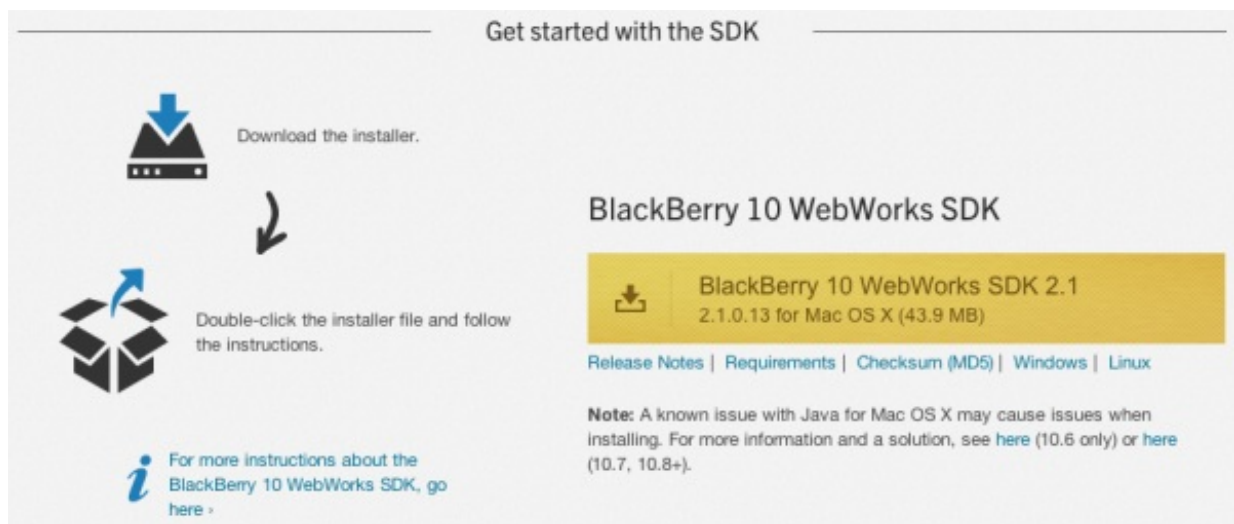 Get started with the SDK
Download the installer.
Double-click the installer file and follow
the instructions.
For more instructions about the
BlackBerry 10 WebWorks SDK, go
here ›
BlackBerry 10 WebWorks SDK
BlackBerry 10 WebWorks SDK 2.1
2.1.0.13 for Mac OS X (43.9 MB)
Release Notes | Requirements | Checksum (MD5) | Windows | Linux
Note: A known issue with Java for Mac OS X may cause issues when
installing. For more information and a solution, see here (10.6 only) or here
(10.7, 10.8+).